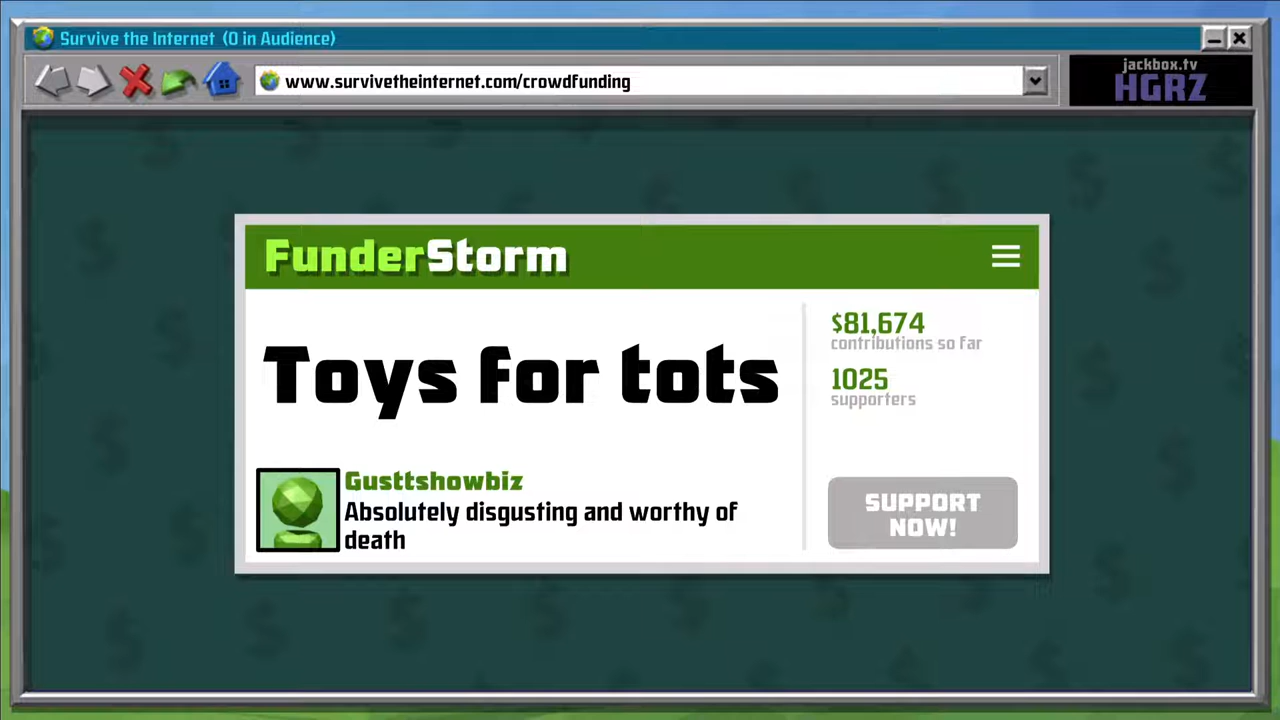 Survive the Internet (0 in Audience)
www.survivetheinternet.com/crowdfunding
jackbox.tv
HGRZ
FunderStorm
Toys for tots
$81,674
contributions so far
1025
supporters
Gusttshowbiz
Absolutely disgusting and worthy of
death
SUPPORT
NOW!